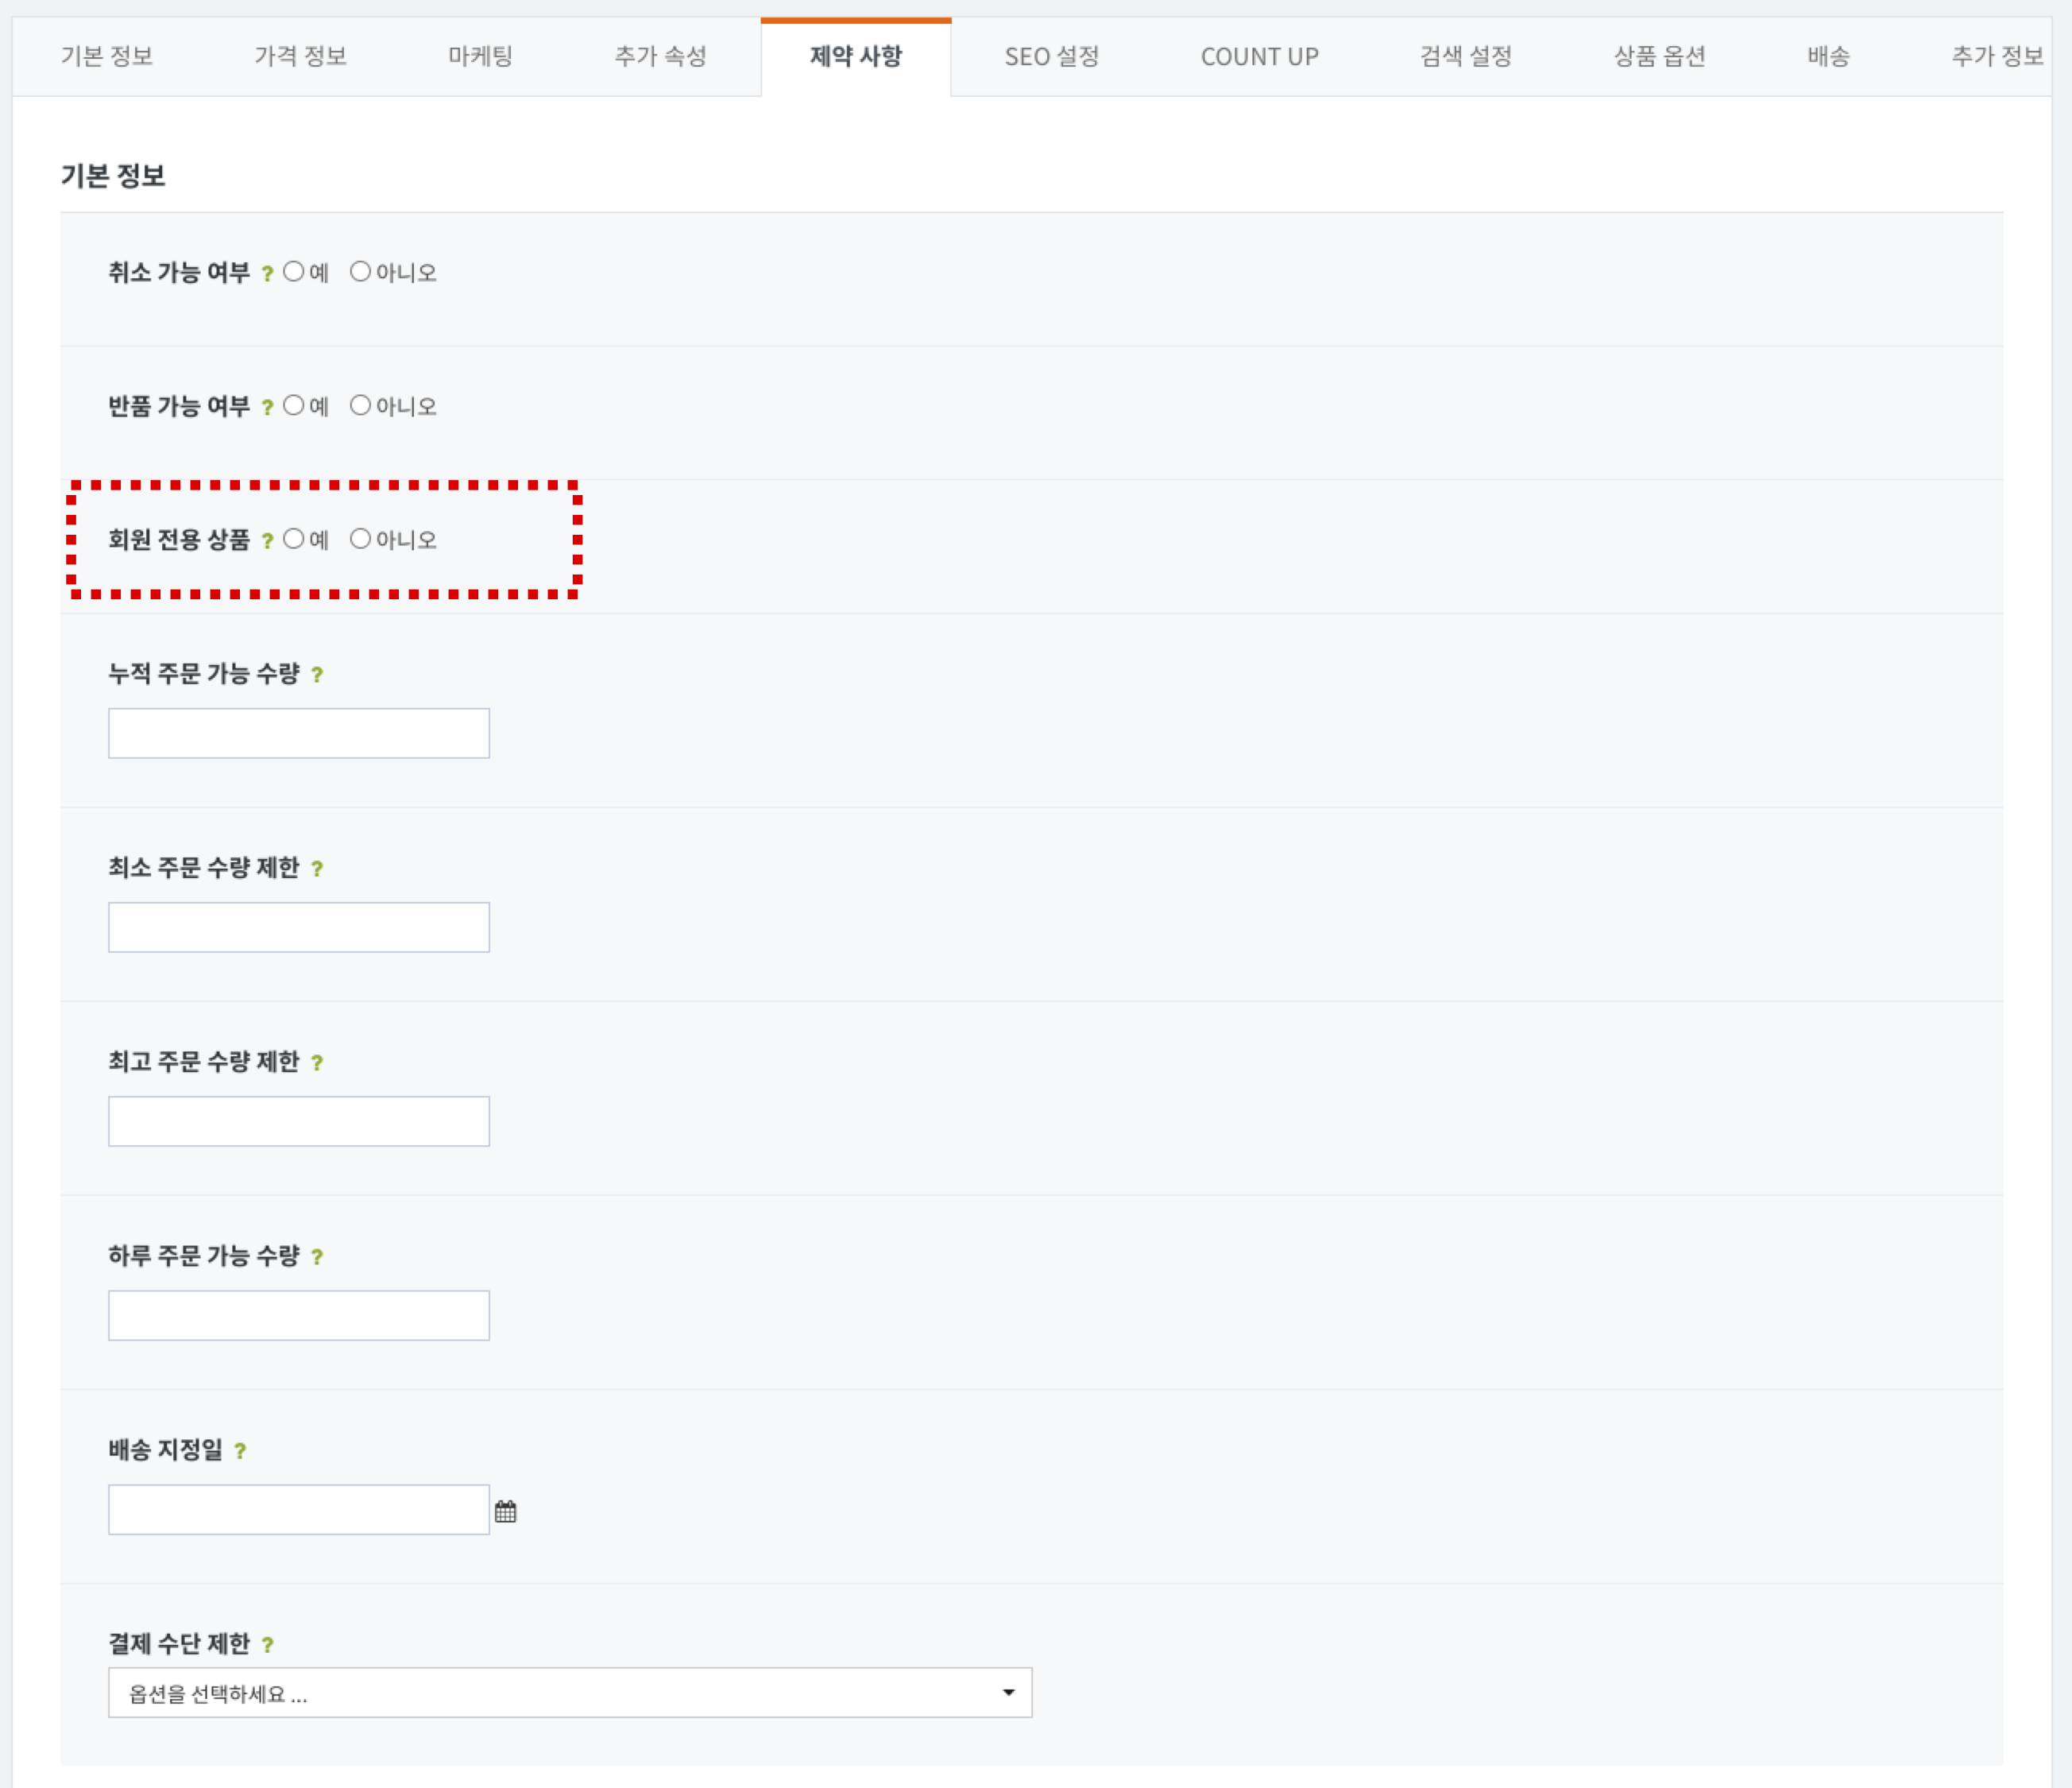 기본 정보 가격 정보 마케팅 추가 속성 제약 사항 SEO 설정 COUNT UP 검색 설정 상품 옵션 배송 추가 정보
기본 정보
취소 가능 여부 ? 예 아니오
반품 가능 여부 ? 예 아니오
회원 전용 상품 ? 예 아니오
누적 주문 가능 수량 ?
최소 주문 수량 제한 ?
최고 주문 수량 제한 ?
하루 주문 가능 수량 ?
배송 지정일 ?
결제 수단 제한 ?
옵션을 선택하세요 ...